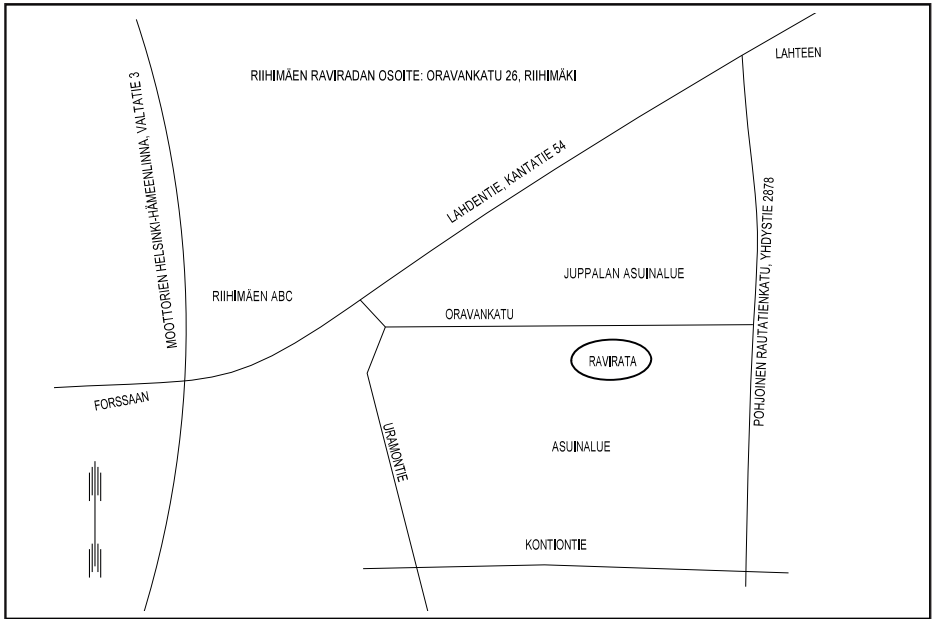 LAHTEEN
RIIHIMÄEN RAVIRADAN OSOITE: ORAVANKATU 26, RIIHIMÄKI
MOOTTORIEN HELSINKI-HÄMEENLINNA, VALTATIE 3
LAHDENTIE, KANTATIE 54
POHJOINEN RAUTATIENKATU, YHDYSTIE 2878
JUPPALAN ASUINALUE
RIIHIMÄEN ABC
ORAVANKATU
RAVIRATA
FORSSAAN
URAMONTIE
ASUINALUE
KONTIONTIE